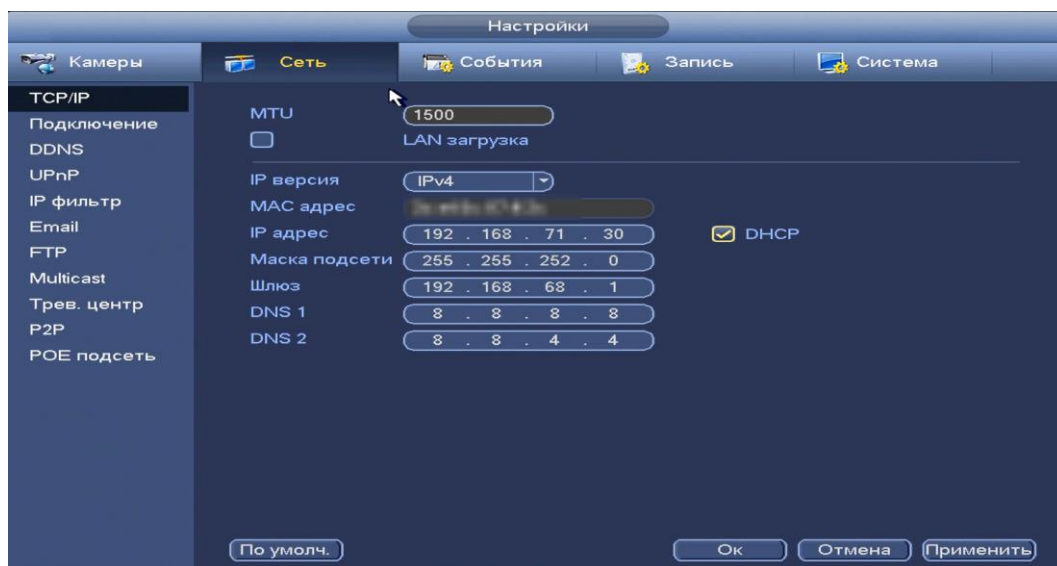 Настройки
Камеры Сеть События Запись Система
TCP/IP
Подключение
DDNS
UPnP
IP фильтр
Email
FTP
Multicast
Трев. центр
P2P
POE подсеть
MTU 1500
LAN загрузка
IP версия IPv4
MAC адрес
IP адрес 192 . 168 . 71 . 30 DHCP
Маска подсети 255 . 255 . 252 . 0
Шлюз 192 . 168 . 68 . 1
DNS 1 8 . 8 . 8 . 8
DNS 2 8 . 8 . 4 . 4
По умолч. Ок Отмена Применить